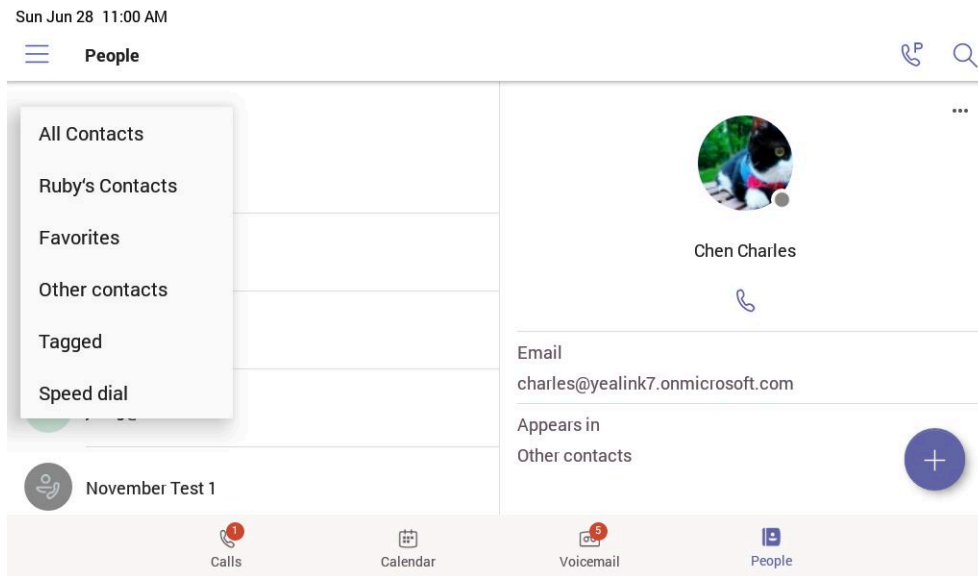 Sun Jun 28 11:00 AM
People
P
All Contacts
Ruby's Contacts
Favorites
Other contacts
Tagged
Speed dial
November Test 1
Chen Charles
Email
charles@yealink7.onmicrosoft.com
Appears in
Other contacts
1
Calls
Calendar
5
Voicemail
People